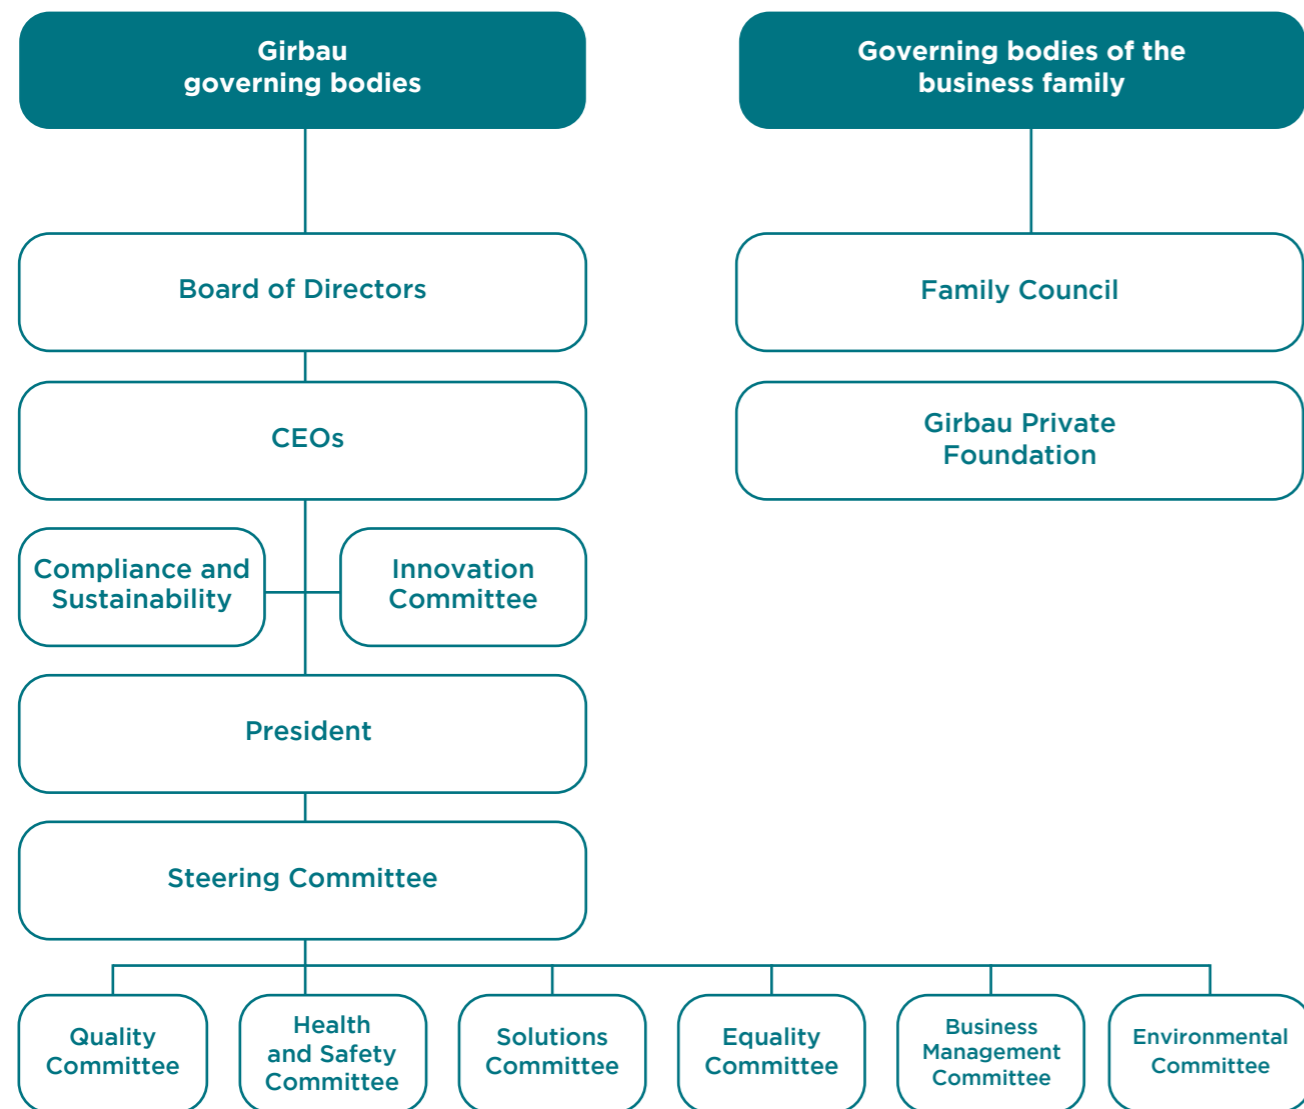 Girbau
governing bodies
Governing bodies of the
business family
Board of Directors
Family Council
CEOs
Girbau Private
Foundation
Compliance and
Sustainability
Innovation
Committee
President
Steering Committee
Quality
Committee
Health
and Safety
Committee
Solutions
Committee
Equality
Committee
Business
Management
Committee
Environmental
Committee